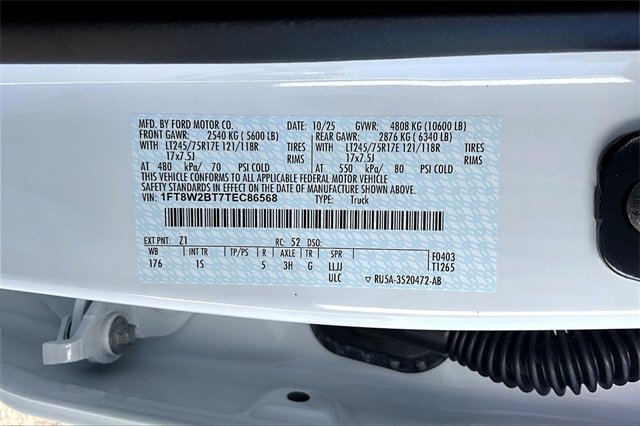 MFD. BY FORD MOTOR CO. DATE: 10/25 GVWR: 4808 KG (10600 LB)
FRONT GAWR: 2540 KG (5600 LB) REAR GAWR: 2876 KG (6340 LB)
LT245/75R17E 121/118R TIRES LT245/75R17E 121/118R TIRES
17x7.5J RIMS 17x7.5J RIMS
AT 480 kPa/ 70 PSI COLD AT 550 kPa/ 80 PSI COLD
THIS VEHICLE CONFORMS TO ALL APPLICABLE FEDERAL MOTOR VEHICLE
SAFETY STANDARDS IN EFFECT ON THE DATE OF MANUFACTURE SHOWN ABOVE.
VIN: 1FT8W2BT7TEC86568 TYPE: Truck
EXT PNT: Z1 RC: 52 DSO: F0403
WB INT TR TP/PS R AXLE TR SPR T1265
176 1S 5 3H G LLJJ
ULC ▽ RU5A-3520472-AB